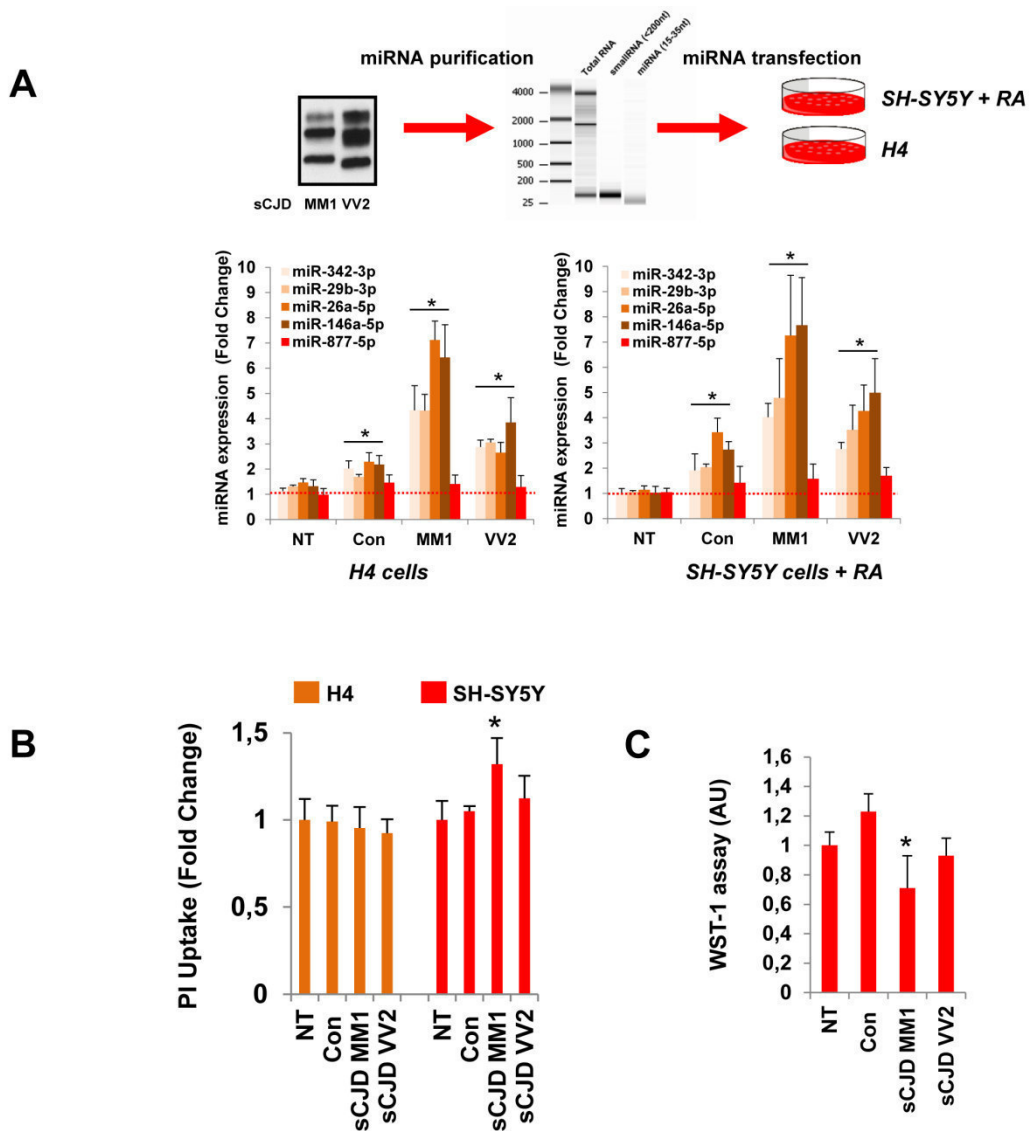 A
miRNA purification
Total RNA
smallRNA (<200nt)
miRNA (15-35nt)
miRNA transfection
4000
2000
1000
500
200
25
sCJD MM1 VV2
SH-SY5Y + RA
H4
miRNA expression (Fold Change)
10
9
8
7
6
5
4
3
2
1
0
miR-342-3p
miR-29b-3p
miR-26a-5p
miR-146a-5p
miR-877-5p
*
*
*
NT Con MM1 VV2
H4 cells
miRNA expression (Fold Change)
10
9
8
7
6
5
4
3
2
1
0
miR-342-3p
miR-29b-3p
miR-26a-5p
miR-146a-5p
miR-877-5p
*
*
*
NT Con MM1 VV2
SH-SY5Y cells + RA
B
H4 SH-SY5Y
PI Uptake (Fold Change)
1,5
1
0,5
0
*
NT
Con
sCJD MM1
sCJD VV2
NT
Con
sCJD MM1
sCJD VV2
C
WST-1 assay (AU)
1,6
1,4
1,2
1
0,8
0,6
0,4
0,2
0
*
NT
Con
sCJD MM1
sCJD VV2